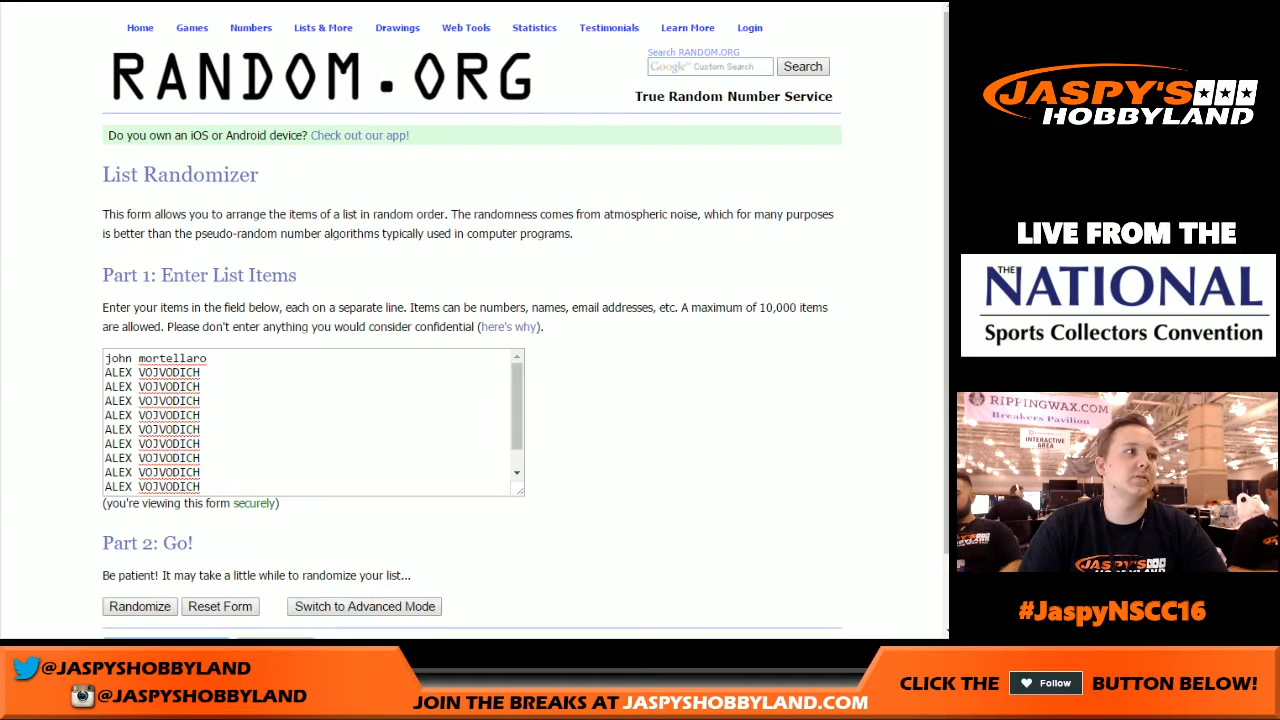 Home Games Numbers Lists & More Drawings Web Tools Statistics Testimonials Learn More Login
RANDOM.ORG
Search RANDOM.ORG
Google™ Custom Search Search
True Random Number Service
Do you own an iOS or Android device? Check out our app!
List Randomizer
This form allows you to arrange the items of a list in random order. The randomness comes from atmospheric noise, which for many purposes
is better than the pseudo-random number algorithms typically used in computer programs.
Part 1: Enter List Items
Enter your items in the field below, each on a separate line. Items can be numbers, names, email addresses, etc. A maximum of 10,000 items
are allowed. Please don't enter anything you would consider confidential (here's why).
john mortellaro
ALEX VOJVODICH
ALEX VOJVODICH
ALEX VOJVODICH
ALEX VOJVODICH
ALEX VOJVODICH
ALEX VOJVODICH
ALEX VOJVODICH
ALEX VOJVODICH
ALEX VOJVODICH
(you're viewing this form securely)
Part 2: Go!
Be patient! It may take a little while to randomize your list...
Randomize Reset Form Switch to Advanced Mode
JASPY'S
HOBBYLAND
LIVE FROM THE
THE NATIONAL
Sports Collectors Convention
RIPPINGWAX.COM
Breakers Pavilion
INTERACTIVE
AREA
JASPY'S
HOBBYLAND
#JaspyNSCC16
@JASPYSHOBBYLAND
@JASPYSHOBBYLAND
JOIN THE BREAKS AT JASPYSHOBBYLAND.COM
CLICK THE Follow BUTTON BELOW!